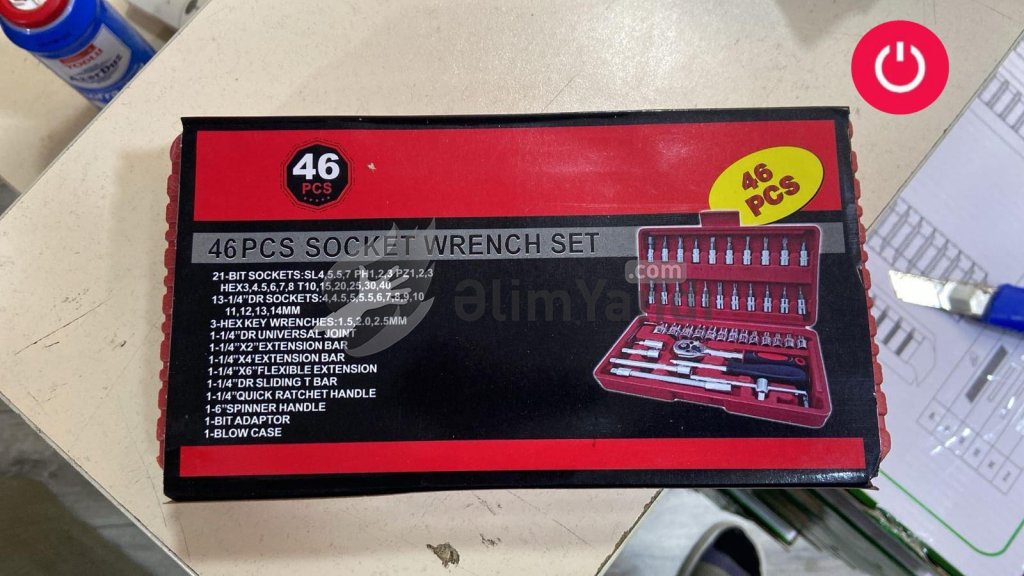 46
PCS
46
PCS
46PCS SOCKET WRENCH SET
21-BIT SOCKETS:SL4,5.5,7 PH1,2,3 PZ1,2,3
HEX3,4,5,6,7,8 T10,15,20,25,30,40
13-1/4"DR SOCKETS:4,4.5,5,5.5,6,7,8,9,10
11,12,13,14MM
3-HEX KEY WRENCHES:1.5,2.0,2.5MM
1-1/4"DR UNIVERSAL JOINT
1-1/4"X2"EXTENSION BAR
1-1/4"X4'EXTENSION BAR
1-1/4"X6"FLEXIBLE EXTENSION
1-1/4"DR SLIDING T BAR
1-1/4"QUICK RATCHET HANDLE
1-6"SPINNER HANDLE
1-BIT ADAPTOR
1-BLOW CASE
.com